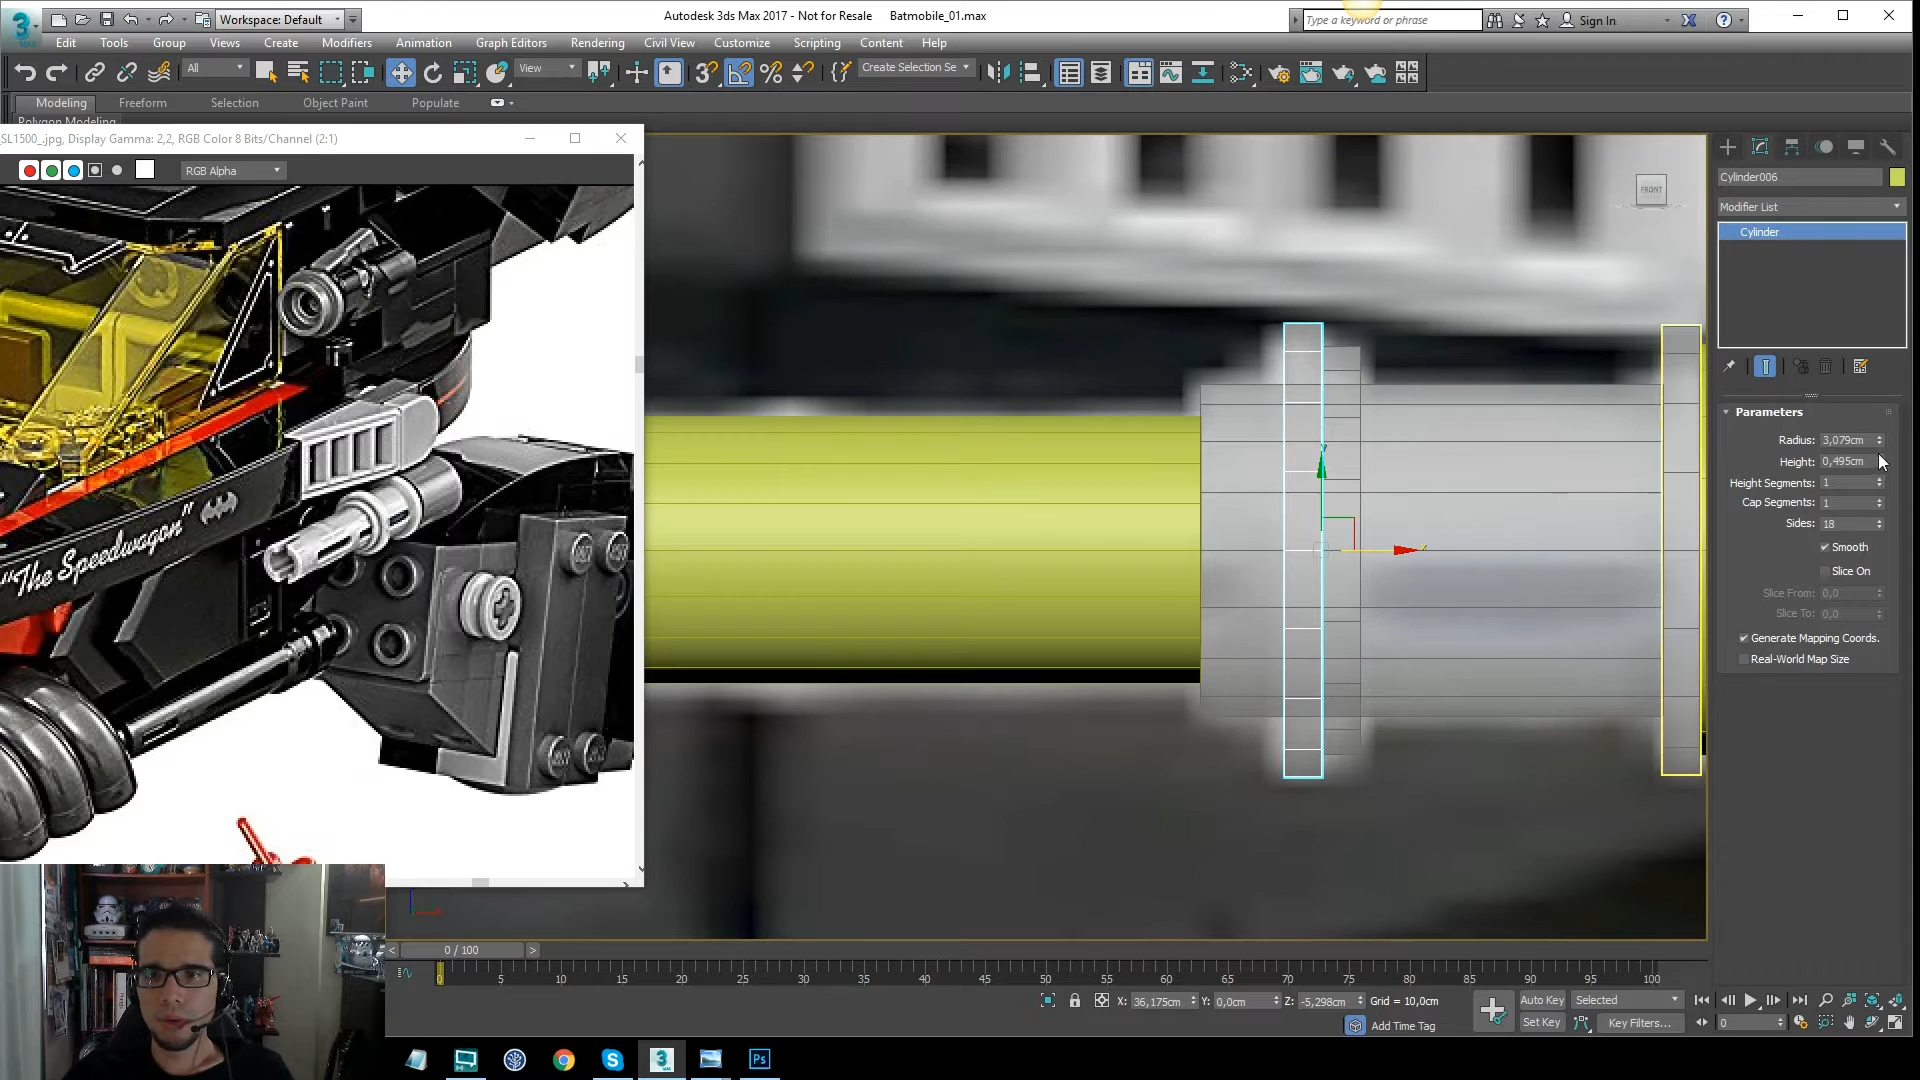 3
MAX
Workspace: Default
Autodesk 3ds Max 2017 - Not for Resale    Batmobile_01.max
Type a keyword or phrase
Sign In
Edit Tools Group Views Create Modifiers Animation Graph Editors Rendering Civil View Customize Scripting Content Help
All
View
Create Selection Se
Modeling Freeform Selection Object Paint Populate
Polygon Modeling
SL1500_.jpg, Display Gamma: 2,2, RGB Color 8 Bits/Channel (2:1)
RGB Alpha
FRONT
"The Speedwagon"
Cylinder006
Modifier List
Cylinder
Parameters
Radius: 3,079cm
Height: 0,495cm
Height Segments: 1
Cap Segments: 1
Sides: 18
Smooth
Slice On
Slice From: 0,0
Slice To: 0,0
Generate Mapping Coords.
Real-World Map Size
x
< 0 / 100 >
0 5 10 15 20 25 30 35 40 45 50 55 60 65 70 75 80 85 90 95 100
X: 36,175cm Y: 0,0cm Z: -5,298cm Grid = 10,0cm
Add Time Tag
Auto Key Selected
Set Key Key Filters...
0
S 3 Ps